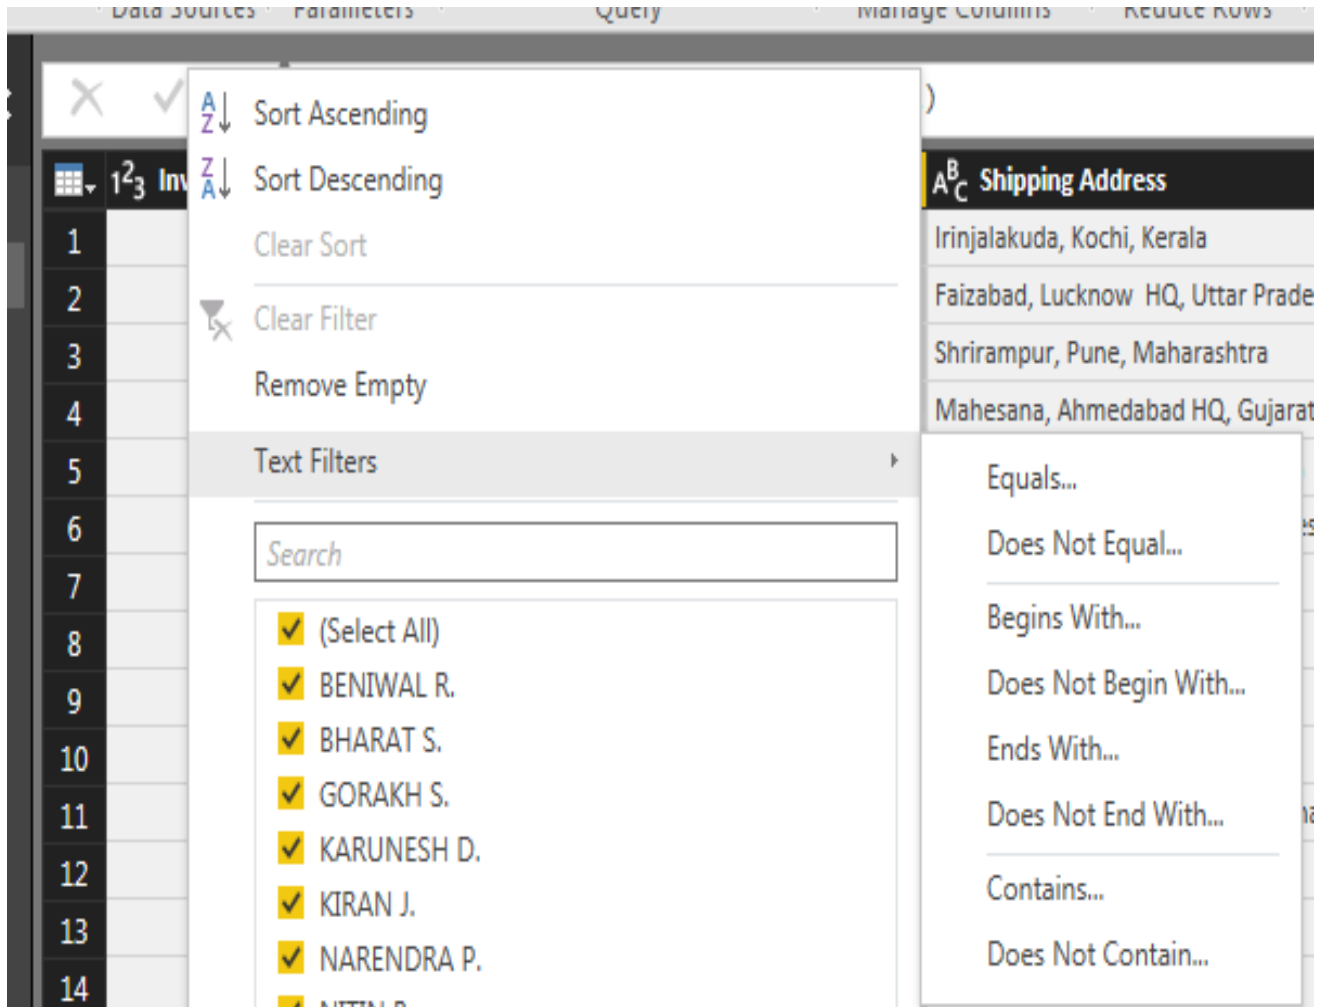 Data Sources Parameters Query Manage Columns Reduce Rows
)
123 Inv
ABC Shipping Address
Sort Ascending
Sort Descending
Clear Sort
Clear Filter
Remove Empty
Text Filters
Search
(Select All)
BENIWAL R.
BHARAT S.
GORAKH S.
KARUNESH D.
KIRAN J.
NARENDRA P.
Equals...
Does Not Equal...
Begins With...
Does Not Begin With...
Ends With...
Does Not End With...
Contains...
Does Not Contain...
1 Irinjalakuda, Kochi, Kerala
2 Faizabad, Lucknow HQ, Uttar Prade
3 Shrirampur, Pune, Maharashtra
4 Mahesana, Ahmedabad HQ, Gujarat
5
6
7
8
9
10
11
12
13
14